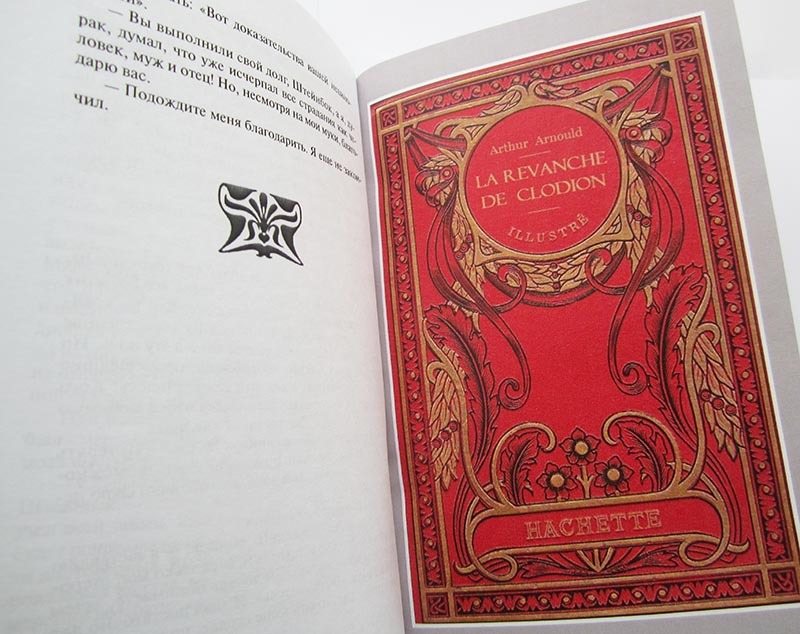 ать: «Вот доказательства вашей
— Вы выполнили свой долг, Штейнбок, а я, ду-
рак, думал, что уже исчерпал все страдания как че-
ловек, муж и отец! Но, несмотря на мои муки, благо-
дарю вас.
— Подождите меня благодарить. Я еще не закон-
чил.
Arthur Arnould
LA REVANCHE
DE CLODION
ILLUSTRÉ
HACHETTE